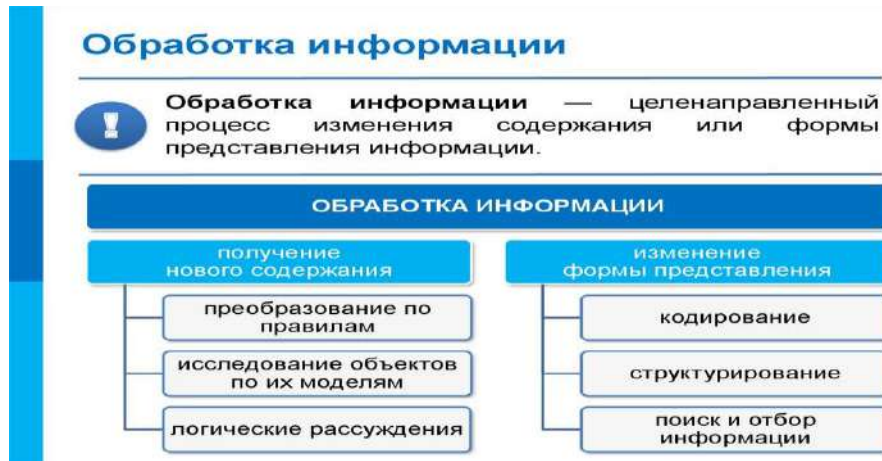 Обработка информации
Обработка информации — целенаправленный
процесс изменения содержания или формы
представления информации.
ОБРАБОТКА ИНФОРМАЦИИ
получение
нового содержания
преобразование по
правилам
исследование объектов
по их моделям
логические рассуждения
изменение
формы представления
кодирование
структурирование
поиск и отбор
информации